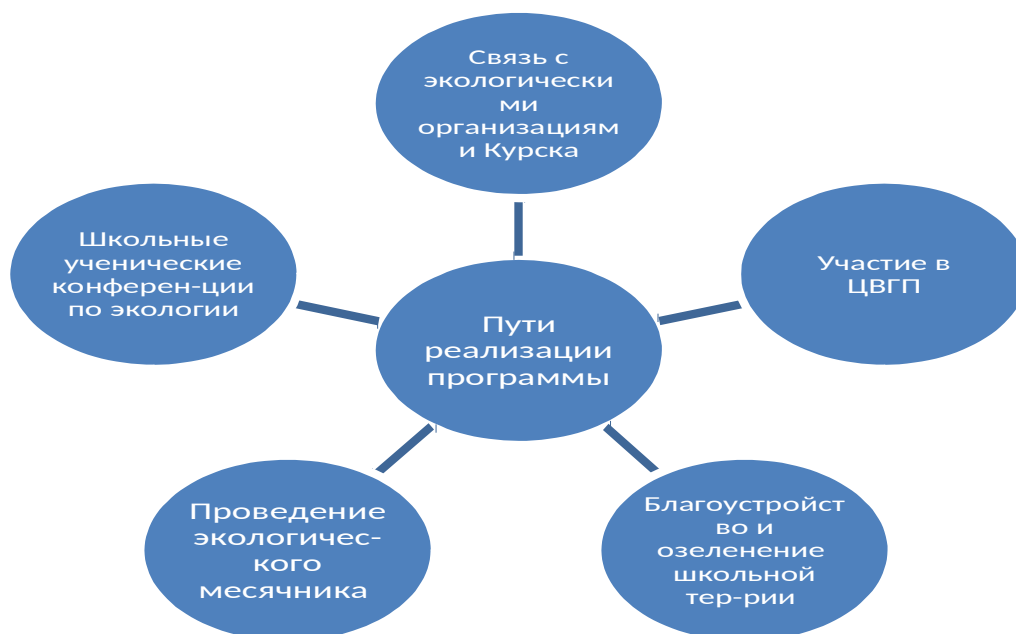 Связь с
экологически
ми
организациям
и Курска
Школьные
ученические
конферен-ции
по экологии
Участие в
ЦВГП
Пути
реализации
программы
Проведение
экологичес-
кого
месячника
Благоустройст
во и
озеленение
школьной
тер-рии